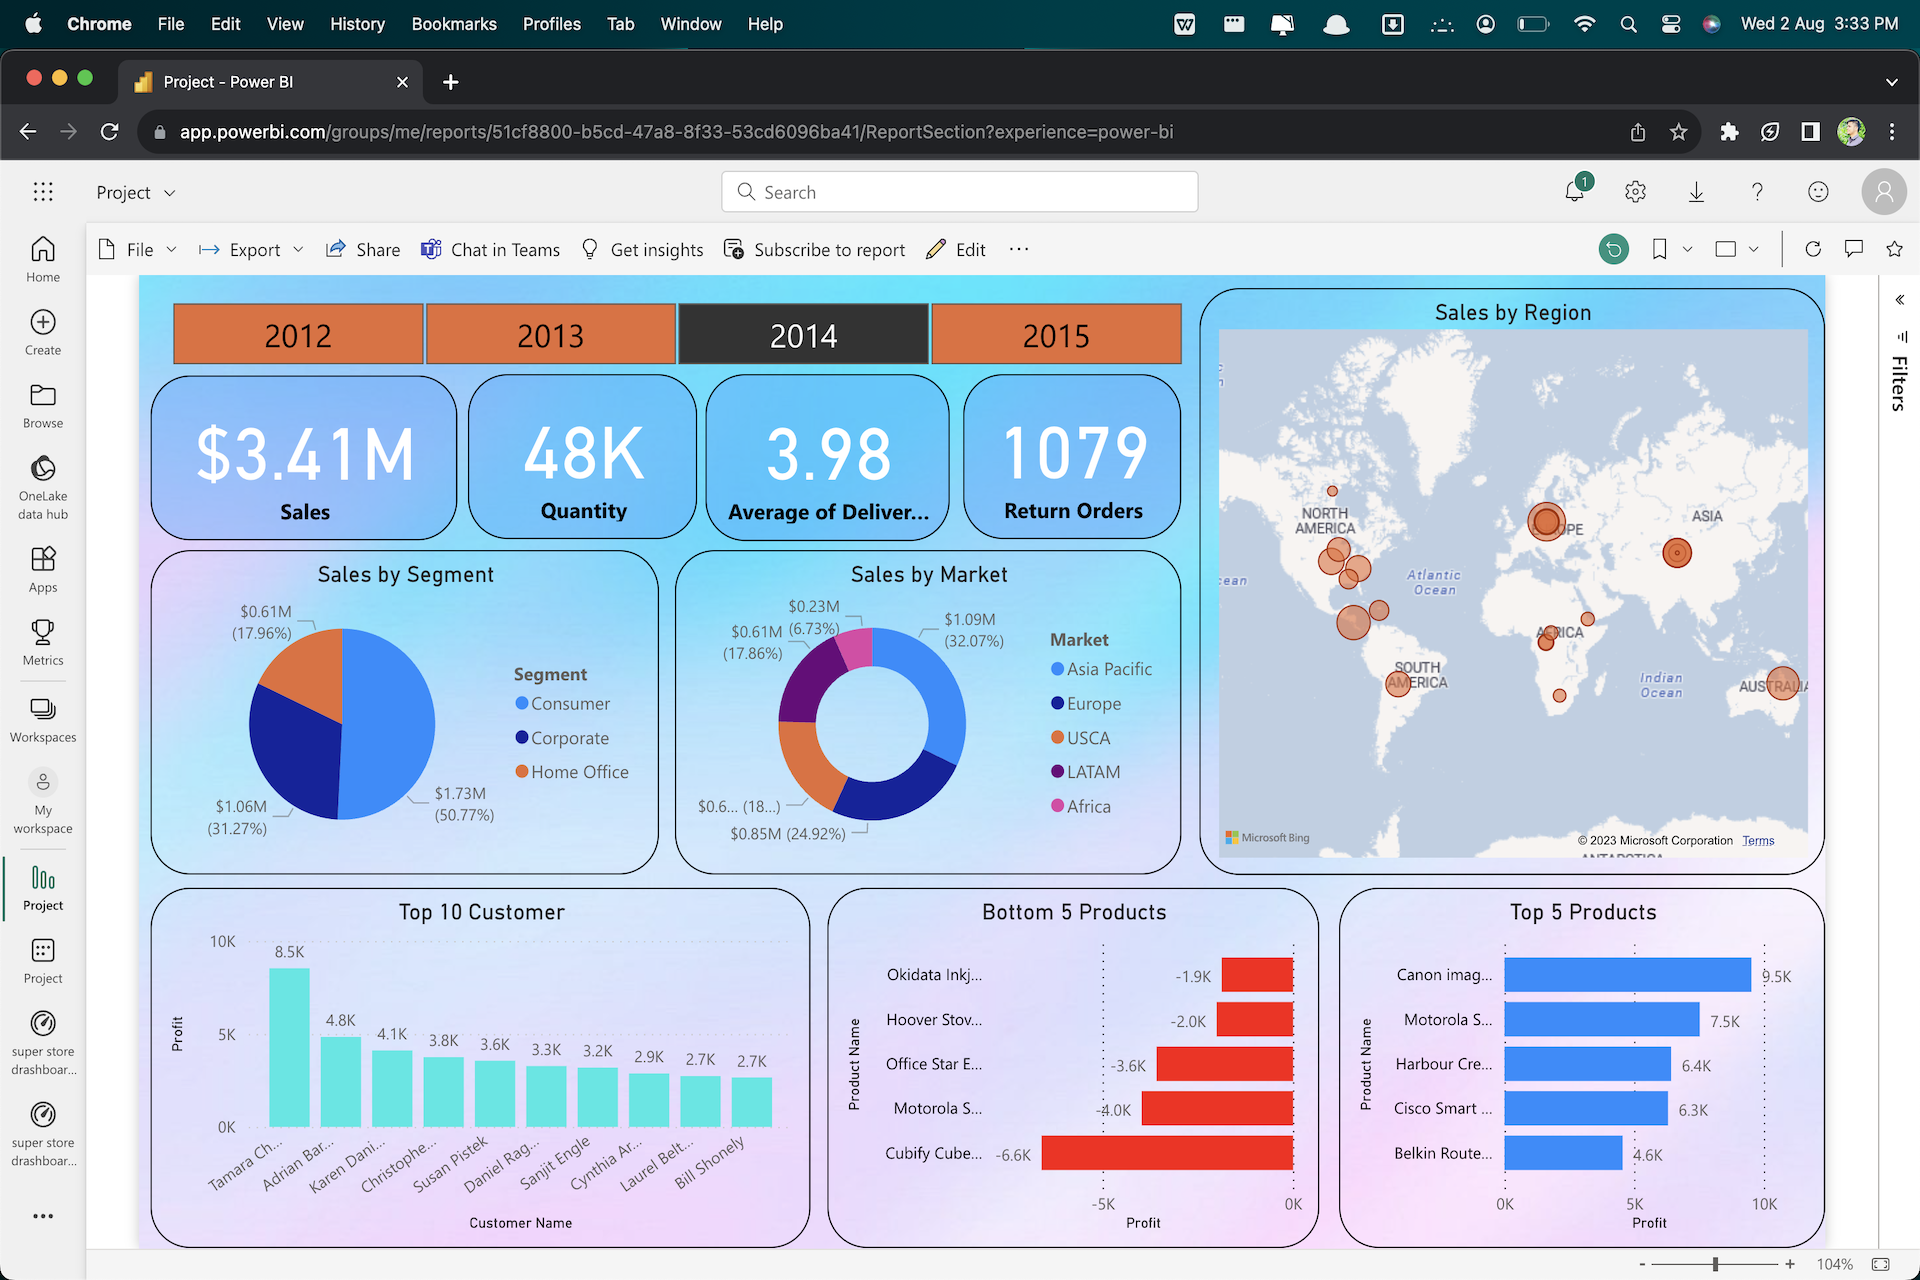 Chrome File Edit View History Bookmarks Profiles Tab Window Help Wed 2 Aug 3:33 PM
Project - Power BI
app.powerbi.com/groups/me/reports/51cf8800-b5cd-47a8-8f33-53cd6096ba41/ReportSection?experience=power-bi
Project
Search
1
File Export Share Chat in Teams Get insights Subscribe to report Edit
Home
Create
Browse
OneLake
data hub
Apps
Metrics
Workspaces
My
workspace
Project
Project
super store
drashboar...
super store
drashboar...
Filters
2012 2013 2014 2015
$3.41M
Sales
48K
Quantity
3.98
Average of Deliver...
1079
Return Orders
Sales by Segment
$0.61M
(17.96%)
$1.06M
(31.27%)
$1.73M
(50.77%)
Segment
Consumer
Corporate
Home Office
Sales by Market
$0.23M
(6.73%)
$0.61M
(17.86%)
$1.09M
(32.07%)
$0.6... (18...)
$0.85M (24.92%)
Market
Asia Pacific
Europe
USCA
LATAM
Africa
Sales by Region
NORTH
AMERICA
ASIA
Atlantic
Ocean
ean
OPE
AFRICA
SOUTH
AMERICA
Indian
Ocean
AUSTRALIA
Microsoft Bing
© 2023 Microsoft Corporation Terms
ANTARCTICA
Top 10 Customer
Profit
10K
5K
0K
8.5K
4.8K
4.1K
3.8K
3.6K
3.3K
3.2K
2.9K
2.7K
2.7K
Tamara Ch...
Adrian Bar...
Karen Dani...
Christophe...
Susan Pistek
Daniel Rag...
Sanjit Engle
Cynthia Ar...
Laurel Belt...
Bill Shonely
Customer Name
Bottom 5 Products
Product Name
Okidata Inkj... -1.9K
Hoover Stov... -2.0K
Office Star E... -3.6K
Motorola S... -4.0K
Cubify Cube... -6.6K
-5K 0K
Profit
Top 5 Products
Product Name
Canon imag... 9.5K
Motorola S... 7.5K
Harbour Cre... 6.4K
Cisco Smart ... 6.3K
Belkin Route... 4.6K
0K 5K 10K
Profit
104%